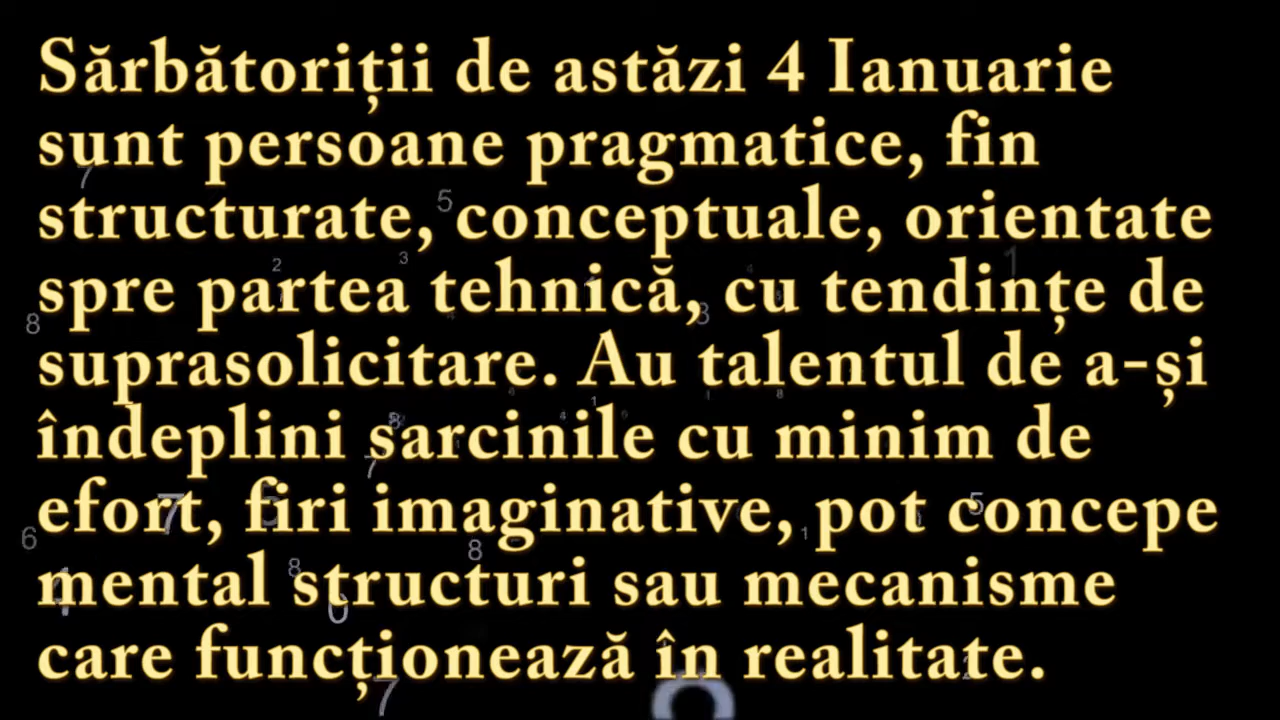 Sărbătoriții de astăzi 4 Ianuarie
sunt persoane pragmatice, fin
structurate, conceptuale, orientate
spre partea tehnică, cu tendințe de
suprasolicitare. Au talentul de a-și
îndeplini sarcinile cu minim de
efort, firi imaginative, pot concepe
mental structuri sau mecanisme
care funcționează în realitate.